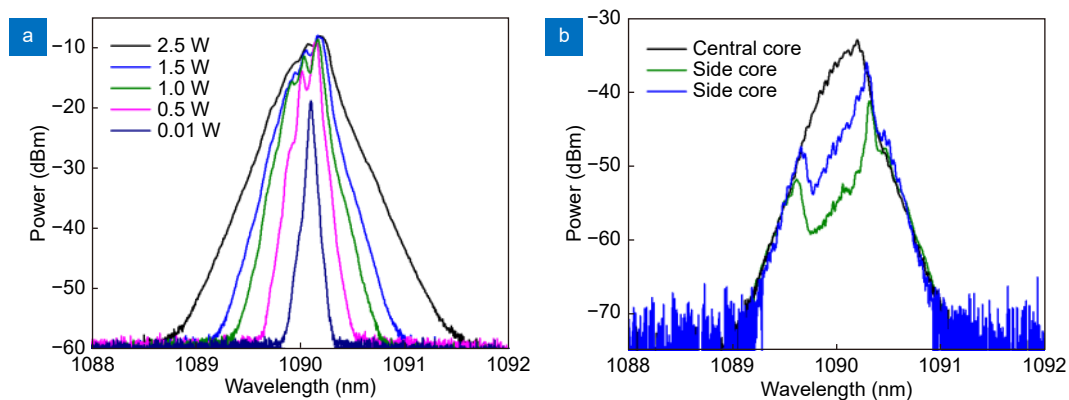 a
−10
−20
−30
−40
−50
−60
Power (dBm)
2.5 W
1.5 W
1.0 W
0.5 W
0.01 W
1088
1089
1090
1091
1092
Wavelength (nm)
b
−30
−40
−50
−60
−70
Power (dBm)
Central core
Side core
Side core
1088
1089
1090
1091
1092
Wavelength (nm)